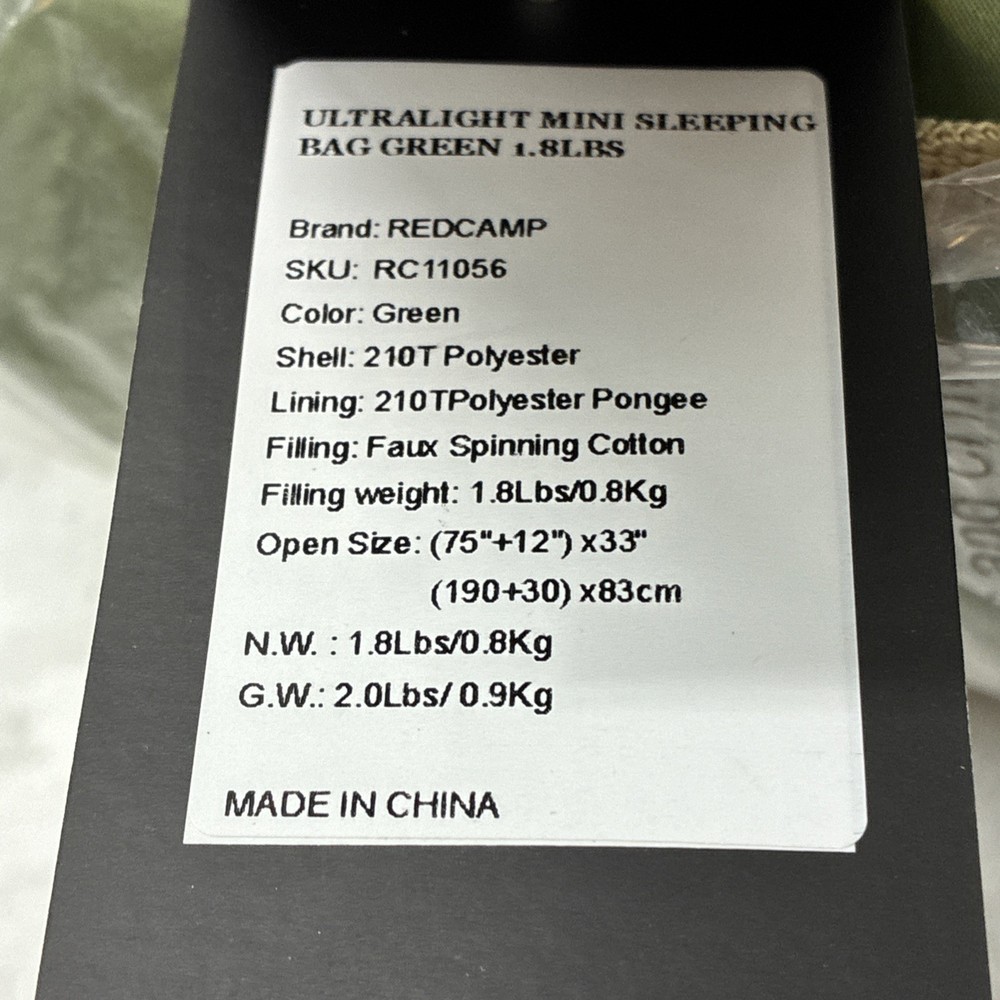 ULTRALIGHT MINI SLEEPING
BAG GREEN 1.8LBS
Brand: REDCAMP
SKU: RC11056
Color: Green
Shell: 210T Polyester
Lining: 210TPolyester Pongee
Filling: Faux Spinning Cotton
Filling weight: 1.8Lbs/0.8Kg
Open Size: (75"+12") x33"
(190+30) x83cm
N.W. : 1.8Lbs/0.8Kg
G.W.: 2.0Lbs/ 0.9Kg
MADE IN CHINA